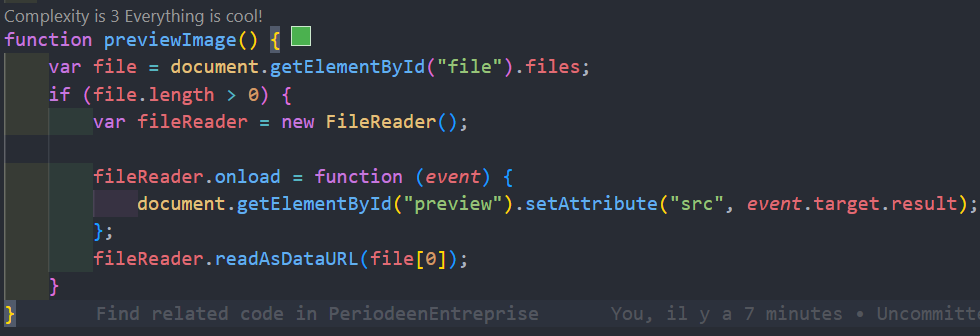 Complexity is 3 Everything is cool!
function previewImage() {
    var file = document.getElementById("file").files;
    if (file.length > 0) {
        var fileReader = new FileReader();

        fileReader.onload = function (event) {
            document.getElementById("preview").setAttribute("src", event.target.result);
        };
        fileReader.readAsDataURL(file[0]);
    }
}        Find related code in PeriodeenEntreprise        You, il y a 7 minutes • Uncommitte